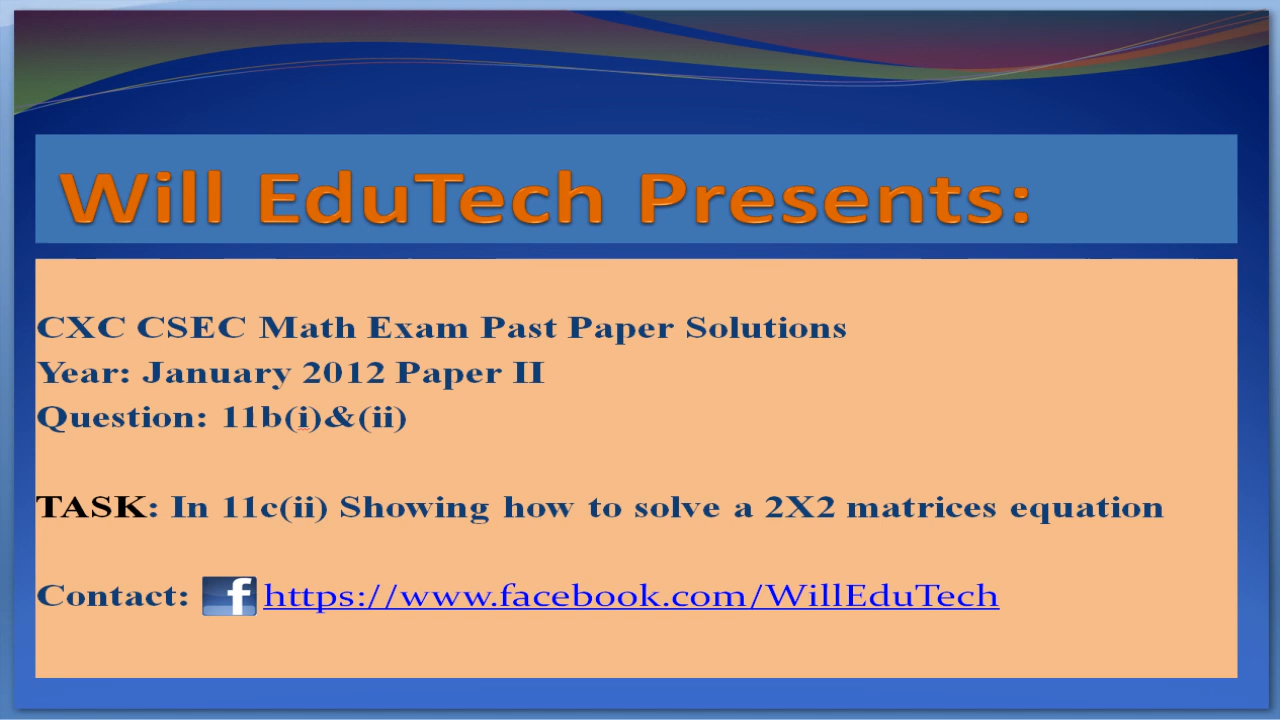 Will EduTech Presents:
CXC CSEC Math Exam Past Paper Solutions
Year: January 2012 Paper II
Question: 11b(i)&(ii)
TASK: In 11c(ii) Showing how to solve a 2X2 matrices equation
Contact: f https://www.facebook.com/WillEduTech